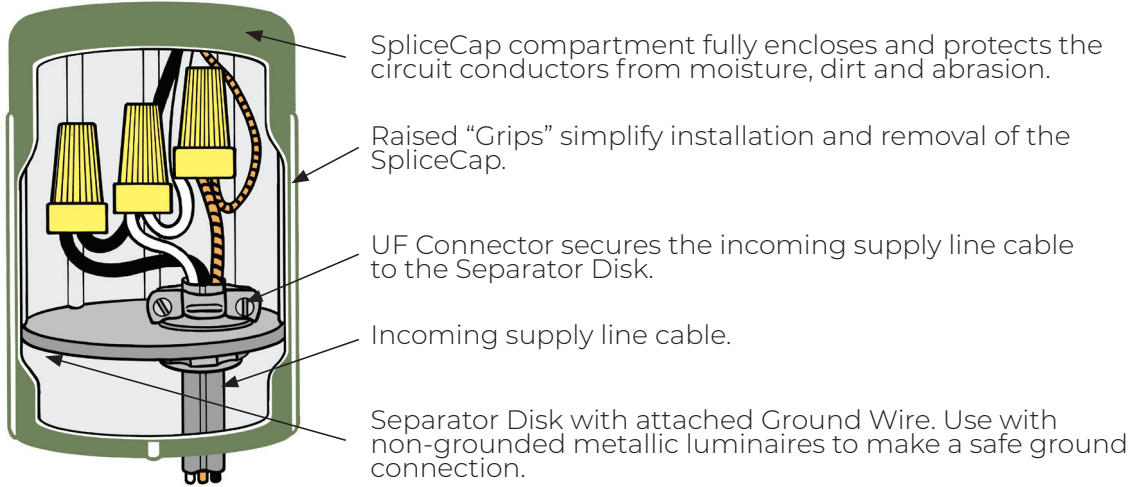 SpliceCap compartment fully encloses and protects the
circuit conductors from moisture, dirt and abrasion.
Raised “Grips” simplify installation and removal of the
SpliceCap.
UF Connector secures the incoming supply line cable
to the Separator Disk.
Incoming supply line cable.
Separator Disk with attached Ground Wire. Use with
non-grounded metallic luminaires to make a safe ground
connection.